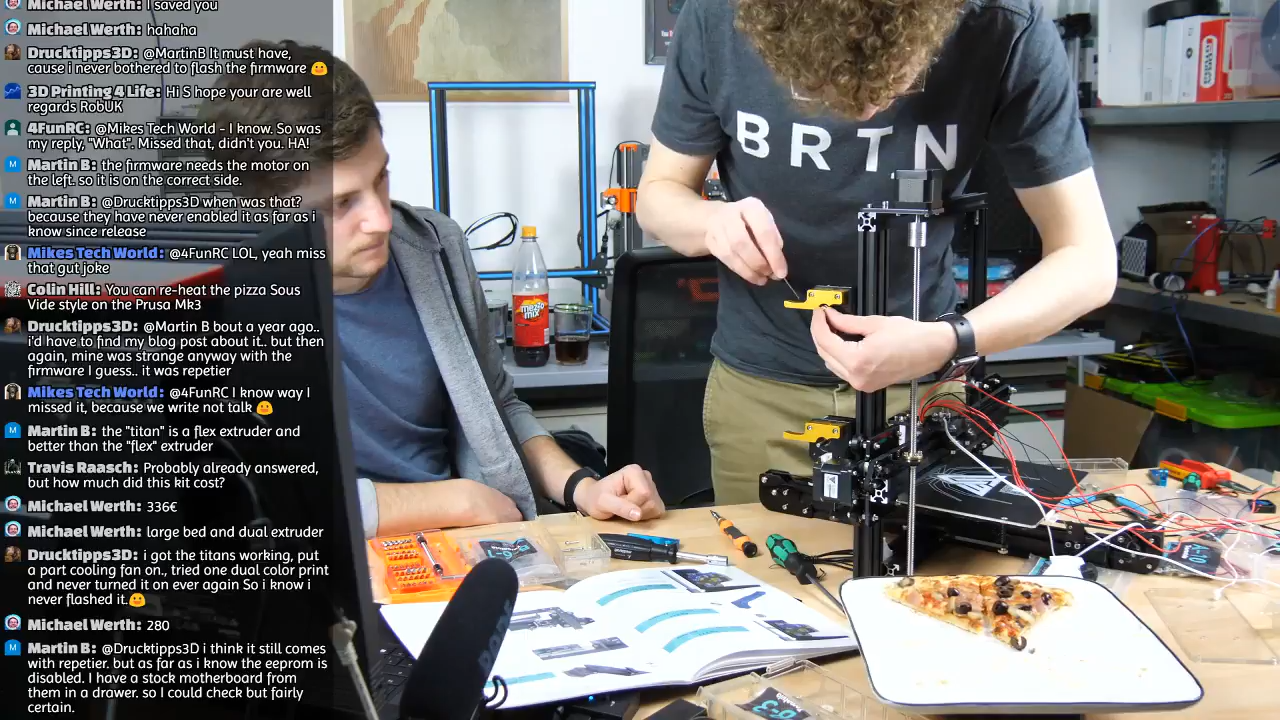 Michael Werth: I saved you
Michael Werth: hahaha
Drucktipps3D: @MartinB It must have,
cause i never bothered to flash the firmware
3D Printing 4 Life: Hi S hope your are well
regards RobUK
4FunRC: @Mikes Tech World - I know. So was
my reply, "What". Missed that, didn't you. HA!
Martin B: the firmware needs the motor on
the left. so it is on the correct side.
Martin B: @Drucktipps3D when was that?
because they have never enabled it as far as i
know since release
Mikes Tech World: @4FunRC LOL, yeah miss
that gut joke
Colin Hill: You can re-heat the pizza Sous
Vide style on the Prusa Mk3
Drucktipps3D: @Martin B bout a year ago..
i'd have to find my blog post about it.. but then
again, mine was strange anyway with the
firmware I guess.. it was repetier
Mikes Tech World: @4FunRC I know way I
missed it, because we write not talk
Martin B: the "titan" is a flex extruder and
better than the "flex" extruder
Travis Raasch: Probably already answered,
but how much did this kit cost?
Michael Werth: 336€
Michael Werth: large bed and dual extruder
Drucktipps3D: i got the titans working, put
a part cooling fan on, tried one dual color print
and never turned it on ever again So i know i
never flashed it.
Michael Werth: 280
Martin B: @Drucktipps3D i think it still comes
with repetier. but as far as i know the eeprom is
disabled. I have a stock motherboard from
them in a drawer. so I could check but fairly
certain.
BRTN
mezzo
mix